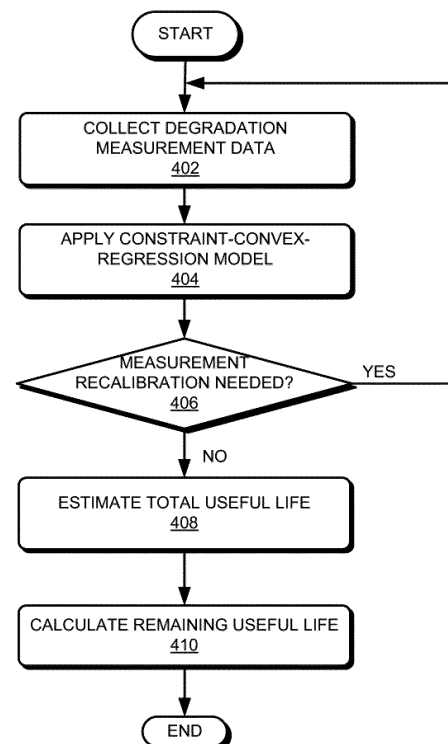 START
COLLECT DEGRADATION
MEASUREMENT DATA
402
APPLY CONSTRAINT-CONVEX-
REGRESSION MODEL
404
MEASUREMENT
RECALIBRATION NEEDED?
406
YES
NO
ESTIMATE TOTAL USEFUL LIFE
408
CALCULATE REMAINING USEFUL LIFE
410
END